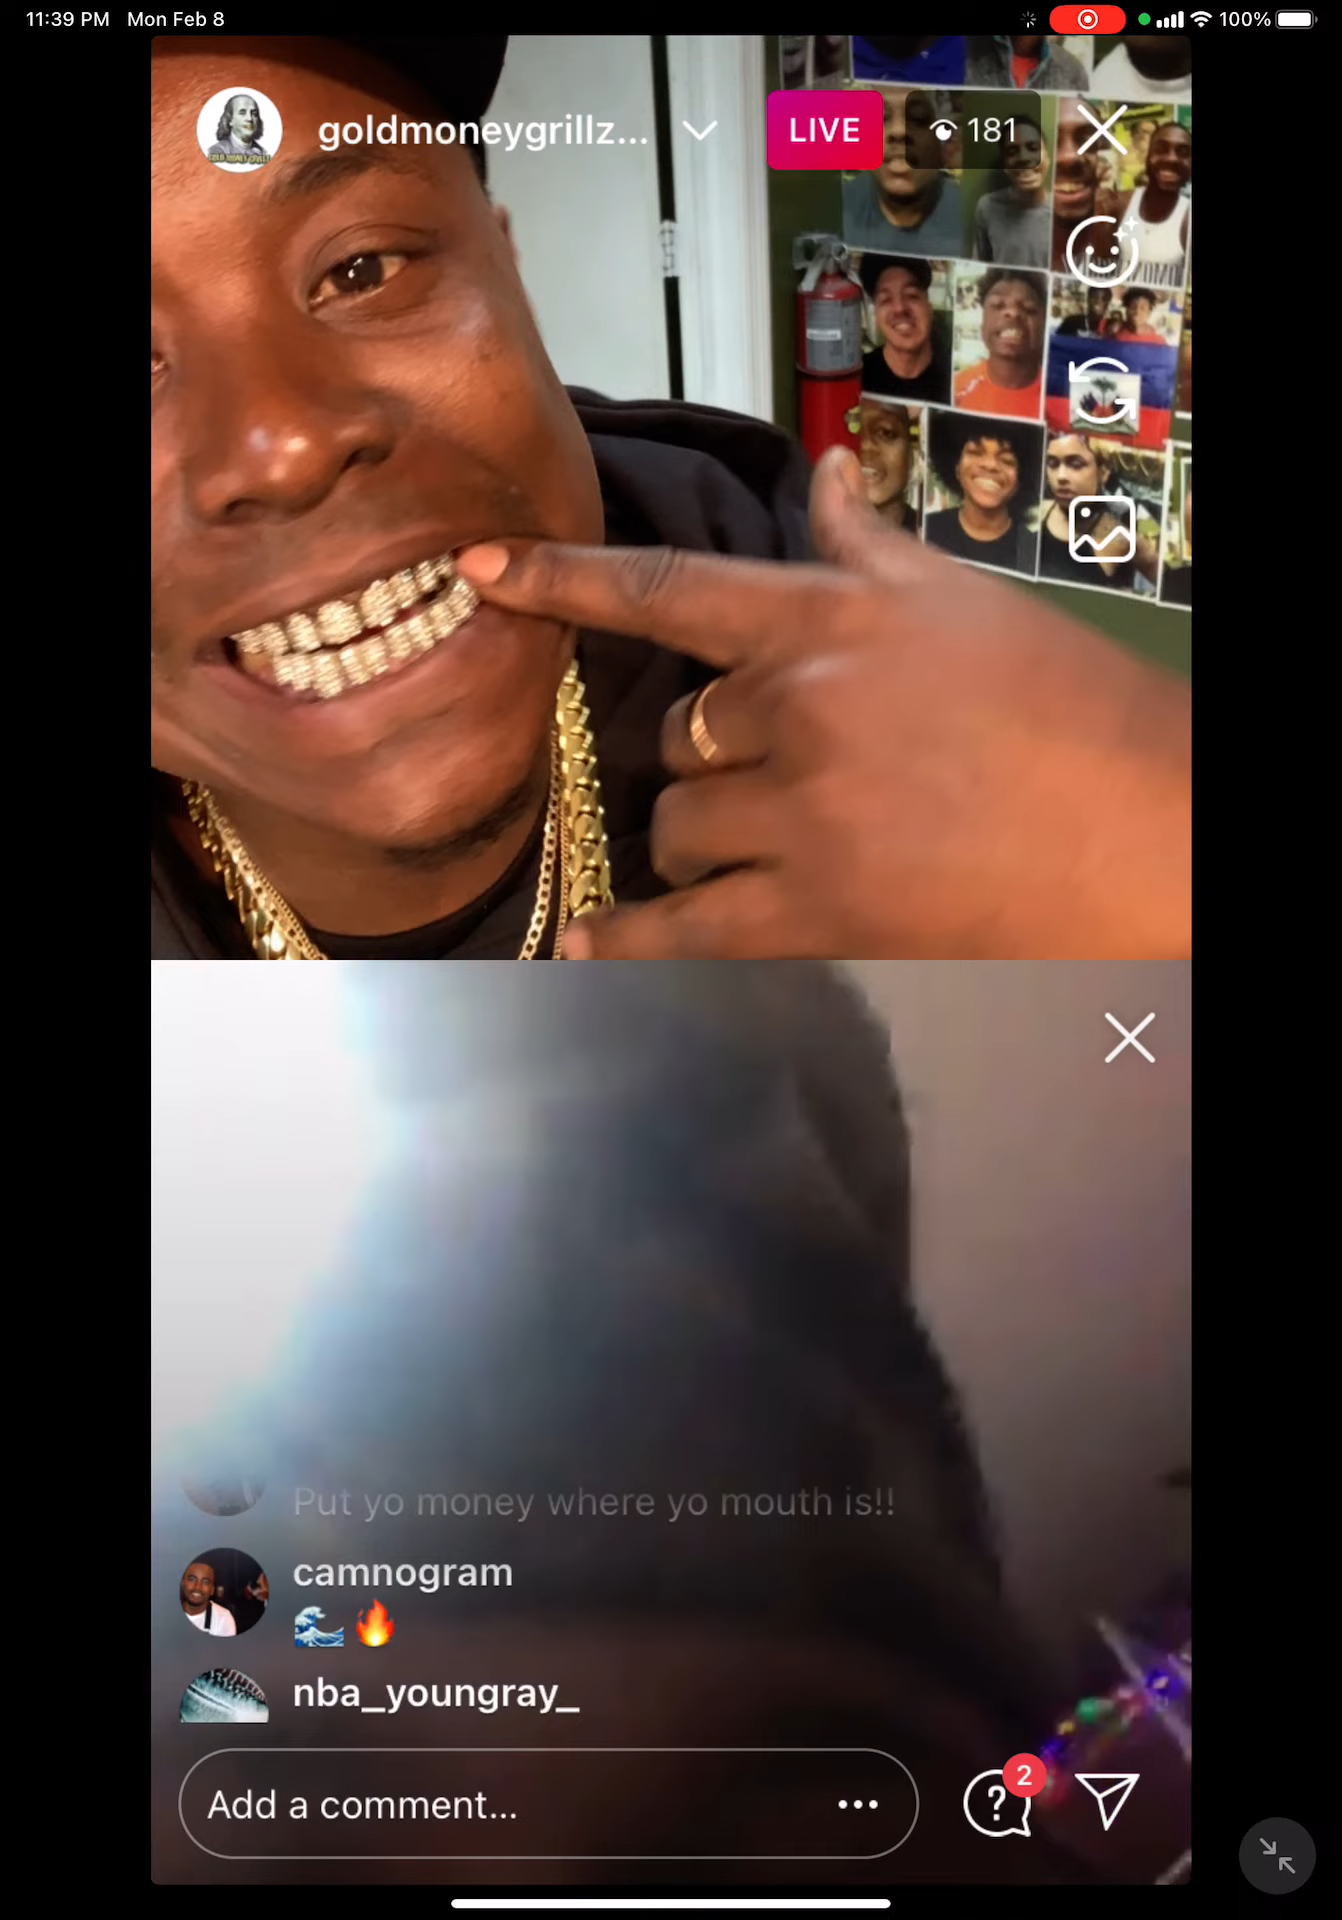 11:39 PM Mon Feb 8
100%
goldmoneygrillz...
LIVE
181
Put yo money where yo mouth is!!
camnogram
🌊🔥
nba_youngray_
Add a comment...
2